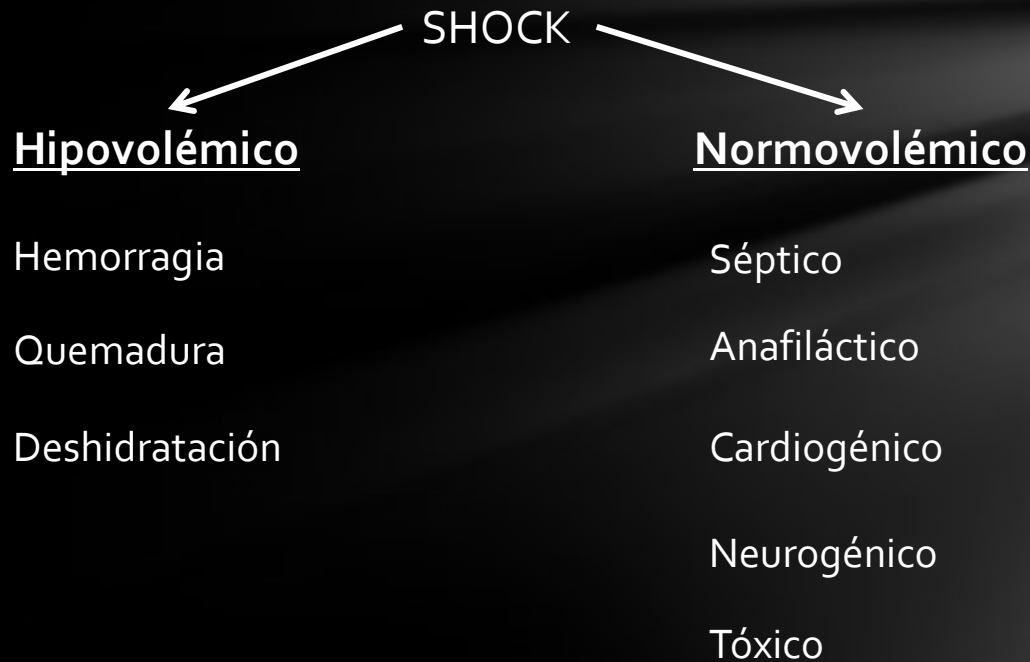 SHOCK
Hipovolémico
Hemorragia
Quemadura
Deshidratación
Normovolémico
Séptico
Anafiláctico
Cardiogénico
Neurogénico
Tóxico